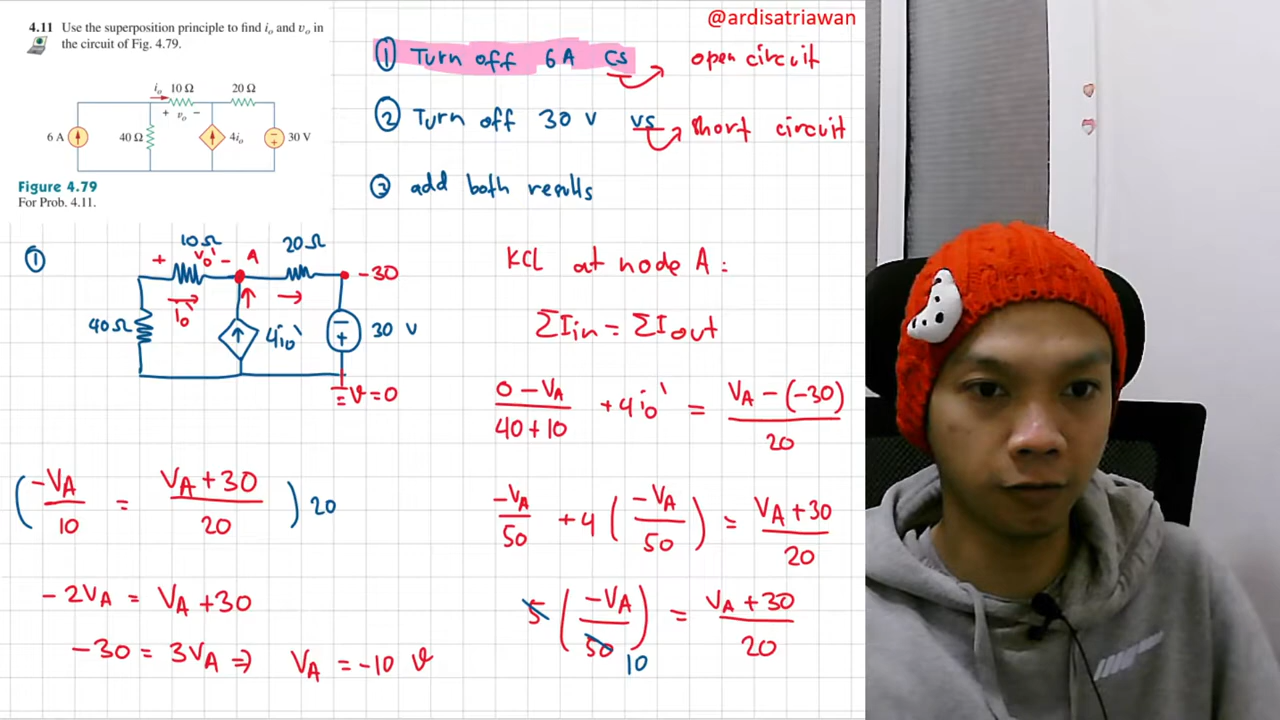 @ardisatriawan
4.11 Use the superposition principle to find i_o and v_o in
the circuit of Fig. 4.79.
i_o 10 Ω 20 Ω
+ v_o −
6 A 40 Ω 4i_o 30 V
Figure 4.79
For Prob. 4.11.
① Turn off 6 A CS → open circuit
② Turn off 30 V VS → short circuit
③ add both results
①
10Ω 20Ω
+ v_o' − A −30
i_o'
40Ω 4i_o' 30 V
V=0
KCL at node A :
ΣI_in = ΣI_out
(0 − V_A)/(40+10) + 4i_o' = (V_A − (−30))/20
−V_A/50 + 4(−V_A/50) = (V_A + 30)/20
5(−V_A/50) = (V_A + 30)/20
10
(−V_A/10 = (V_A + 30)/20) 20
−2V_A = V_A + 30
−30 = 3V_A ⇒ V_A = −10 V